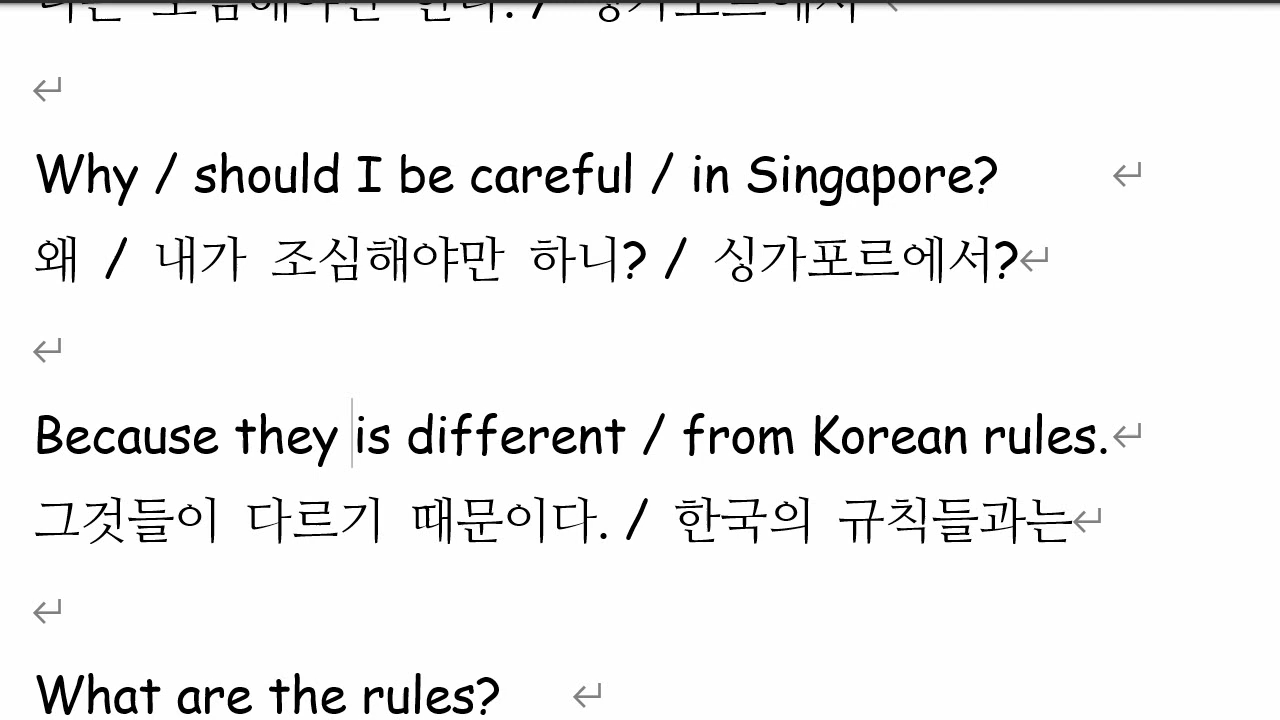 Why / should I be careful / in Singapore?
왜 / 내가 조심해야만 하니? / 싱가포르에서?
Because they is different / from Korean rules.
그것들이 다르기 때문이다. / 한국의 규칙들과는
What are the rules?